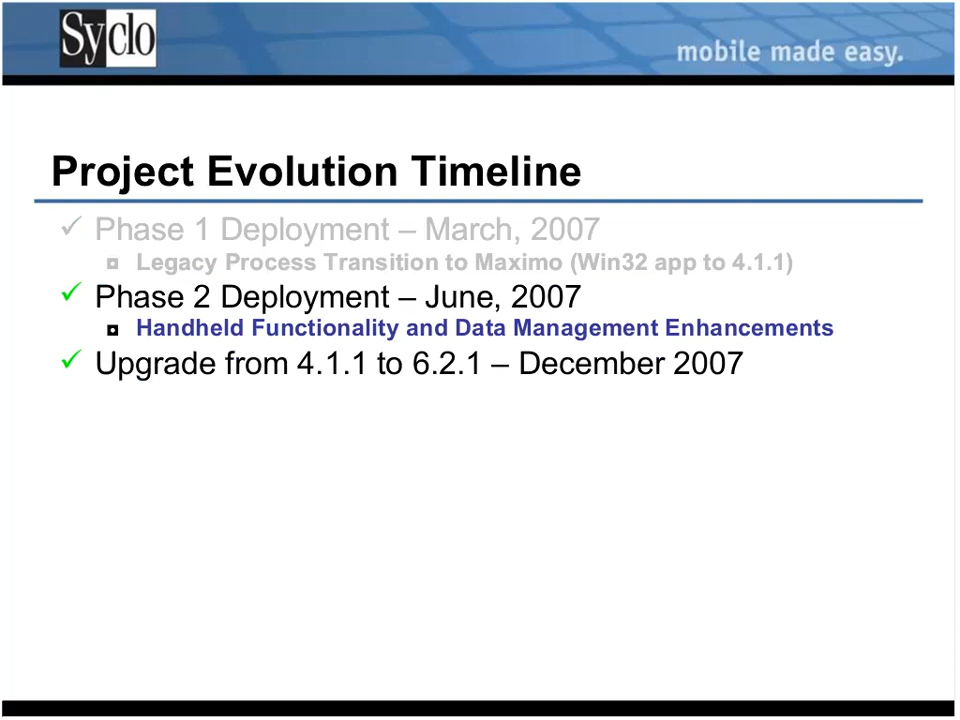 Syclo
mobile made easy.
Project Evolution Timeline
Phase 1 Deployment – March, 2007
Legacy Process Transition to Maximo (Win32 app to 4.1.1)
Phase 2 Deployment – June, 2007
Handheld Functionality and Data Management Enhancements
Upgrade from 4.1.1 to 6.2.1 – December 2007